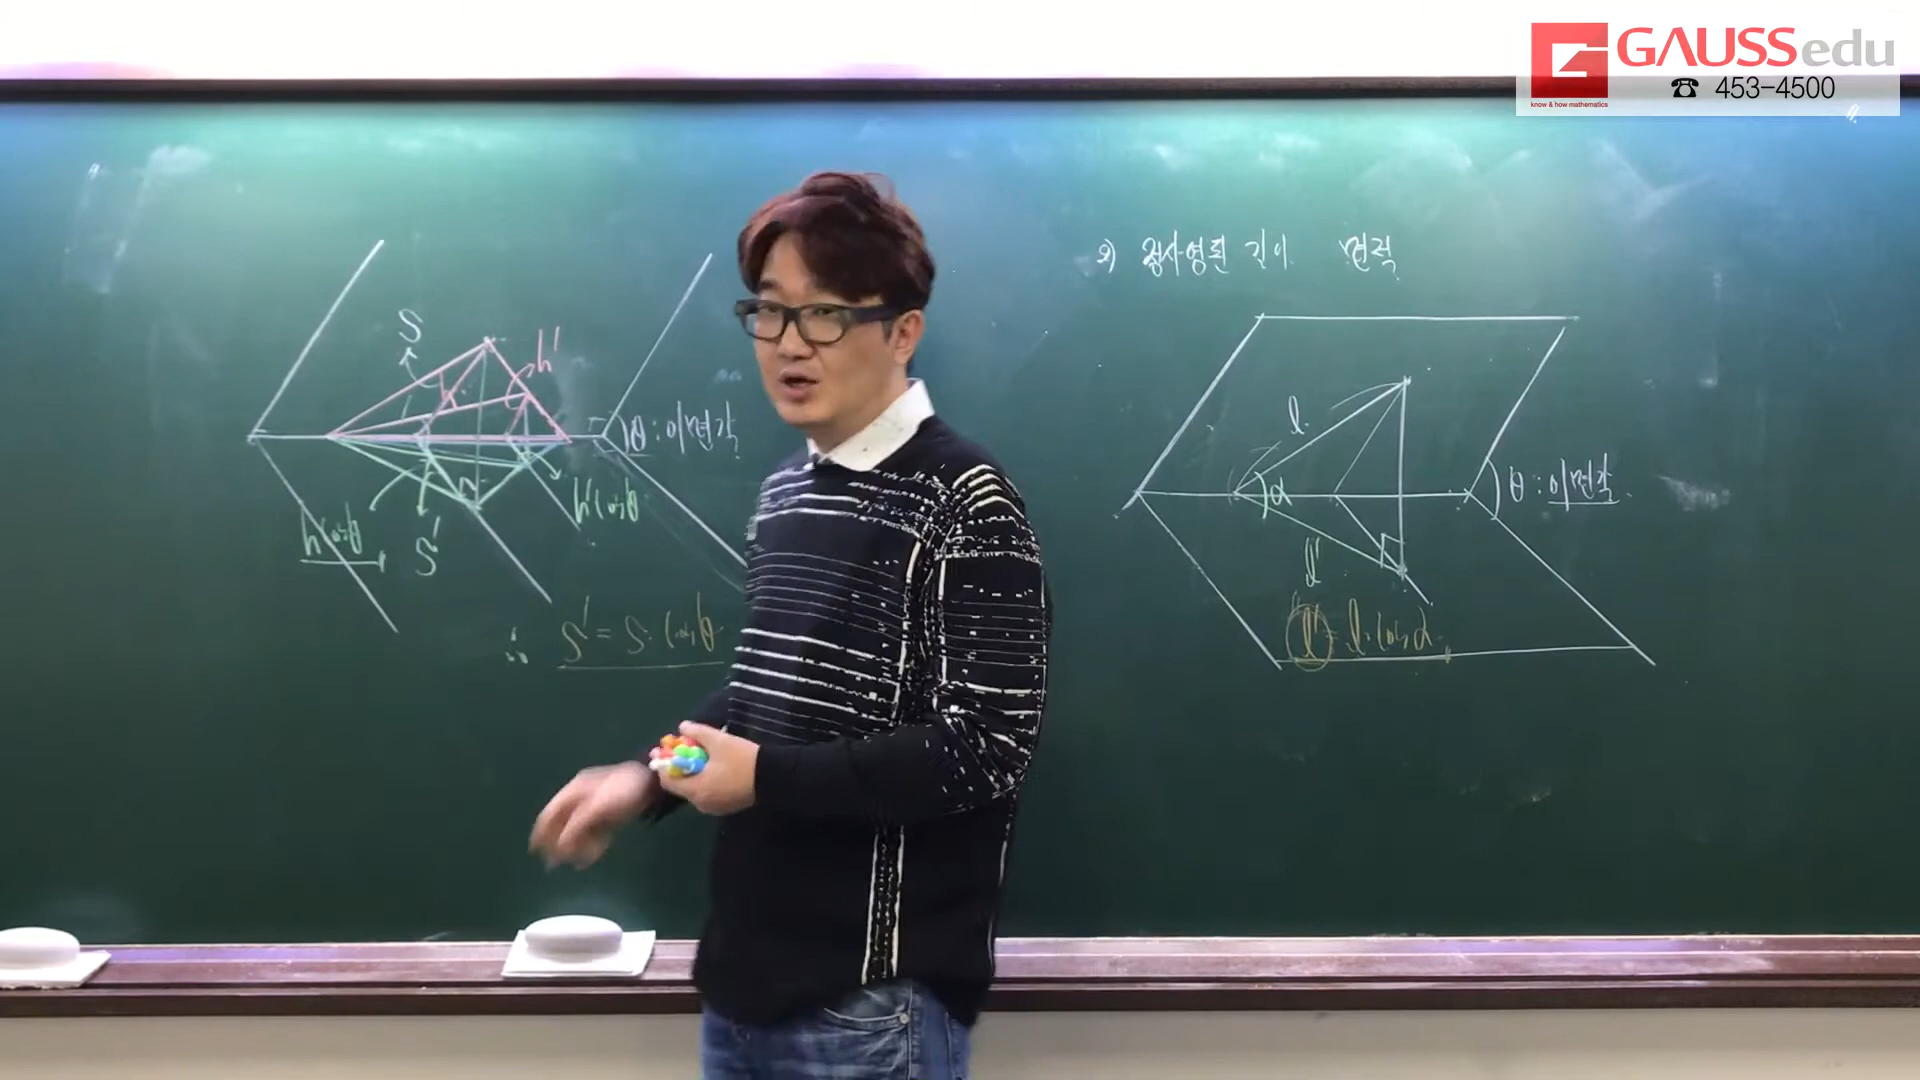 GAUSSedu
know & how mathematics
☎ 453-4500
2) 정사영된 길이 면적
S
h'
θ : 이면각
h cosθ
S'
h' cosθ
∴ S' = S · cosθ
l
α
θ : 이면각
l'
l' = l · cosα